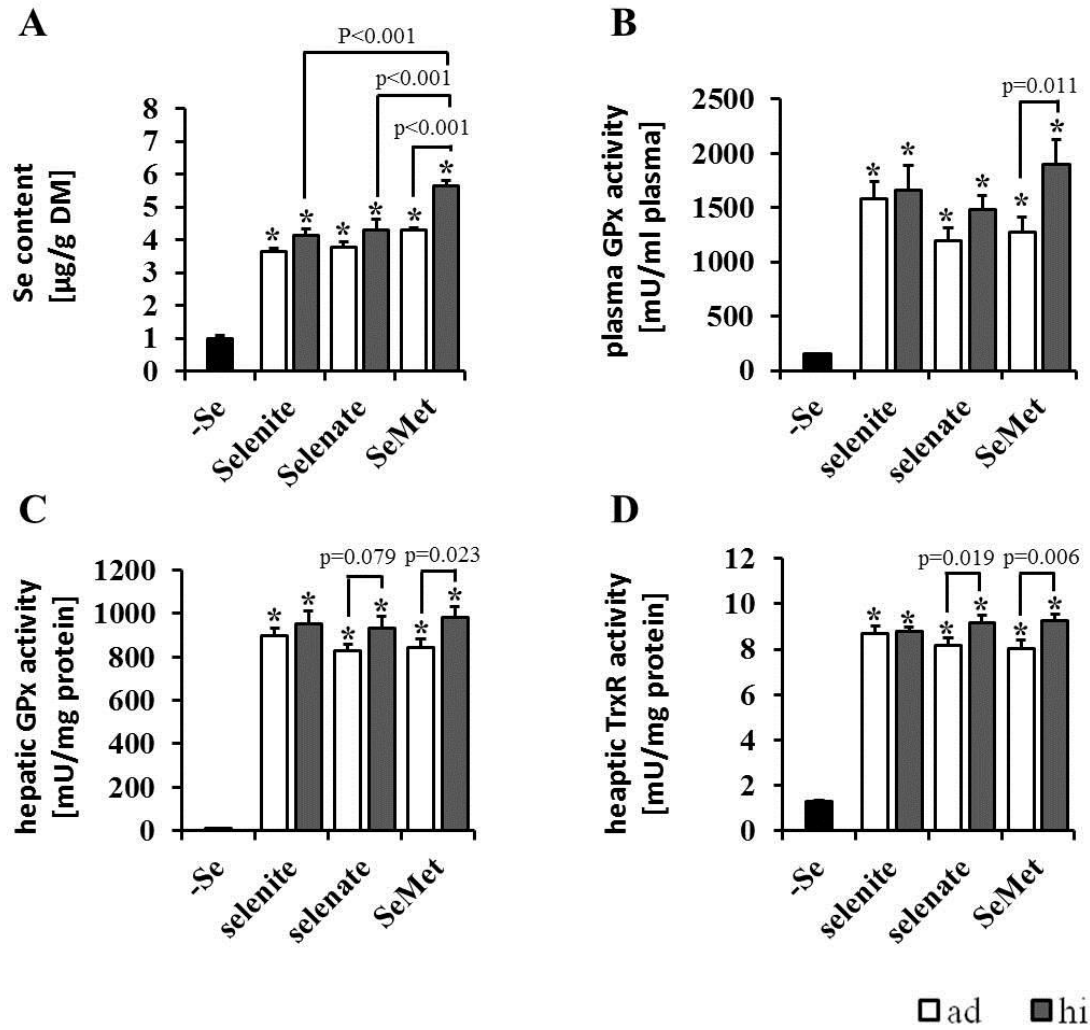 A
P<0.001
p<0.001
p<0.001
Se content
[µg/g DM]
8
7
6
5
4
3
2
1
0
* * * * * *
-Se
Selenite
Selenate
SeMet
B
p=0.011
plasma GPx activity
[mU/ml plasma]
2500
2000
1500
1000
500
0
* * * * * *
-Se
selenite
selenate
SeMet
C
p=0.079 p=0.023
hepatic GPx activity
[mU/mg protein]
1200
1000
800
600
400
200
0
* * * * * *
-Se
selenite
selenate
SeMet
D
p=0.019 p=0.006
heaptic TrxR activity
[mU/mg protein]
12
10
8
6
4
2
0
* * * * * *
-Se
selenite
selenate
SeMet
ad hi